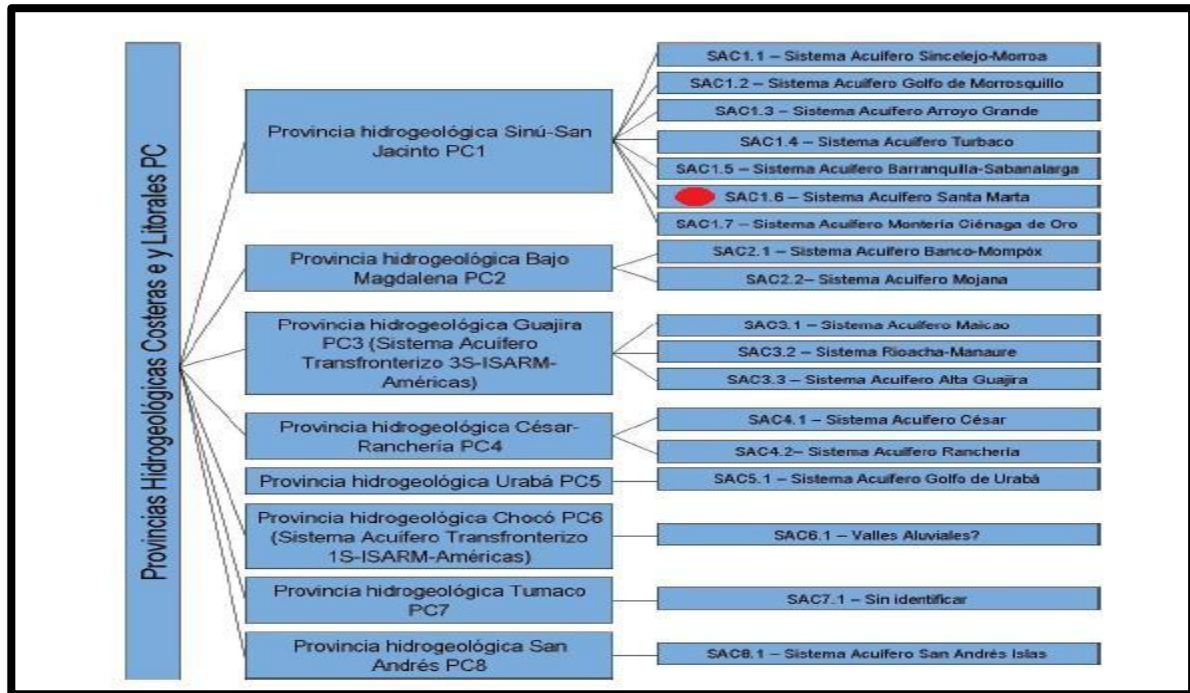 Provincias Hidrogeológicas Costeras e y Litorales PC
Provincia hidrogeológica Sinú-San
Jacinto PC1
SAC1.1 – Sistema Acuífero Sincelejo-Morroa
SAC1.2 – Sistema Acuífero Golfo de Morrosquillo
SAC1.3 – Sistema Acuífero Arroyo Grande
SAC1.4 – Sistema Acuífero Turbaco
SAC1.5 – Sistema Acuífero Barranquilla-Sabanalarga
SAC1.6 – Sistema Acuífero Santa Marta
SAC1.7 – Sistema Acuífero Montería Ciénaga de Oro
Provincia hidrogeológica Bajo
Magdalena PC2
SAC2.1 – Sistema Acuífero Banco-Mompóx
SAC2.2– Sistema Acuífero Mojana
Provincia hidrogeológica Guajira
PC3 (Sistema Acuífero
Transfronterizo 3S-ISARM-
Américas)
SAC3.1 – Sistema Acuífero Maicao
SAC3.2 – Sistema Rioacha-Manaure
SAC3.3 – Sistema Acuífero Alta Guajira
Provincia hidrogeológica César-
Ranchería PC4
SAC4.1 – Sistema Acuífero César
SAC4.2– Sistema Acuífero Ranchería
Provincia hidrogeológica Urabá PC5
SAC5.1 – Sistema Acuífero Golfo de Urabá
Provincia hidrogeológica Chocó PC6
(Sistema Acuífero Transfronterizo
1S-ISARM-Américas)
SAC6.1 – Valles Aluviales?
Provincia hidrogeológica Tumaco
PC7
SAC7.1 – Sin identificar
Provincia hidrogeológica San
Andrés PC8
SAC8.1 – Sistema Acuífero San Andrés Islas